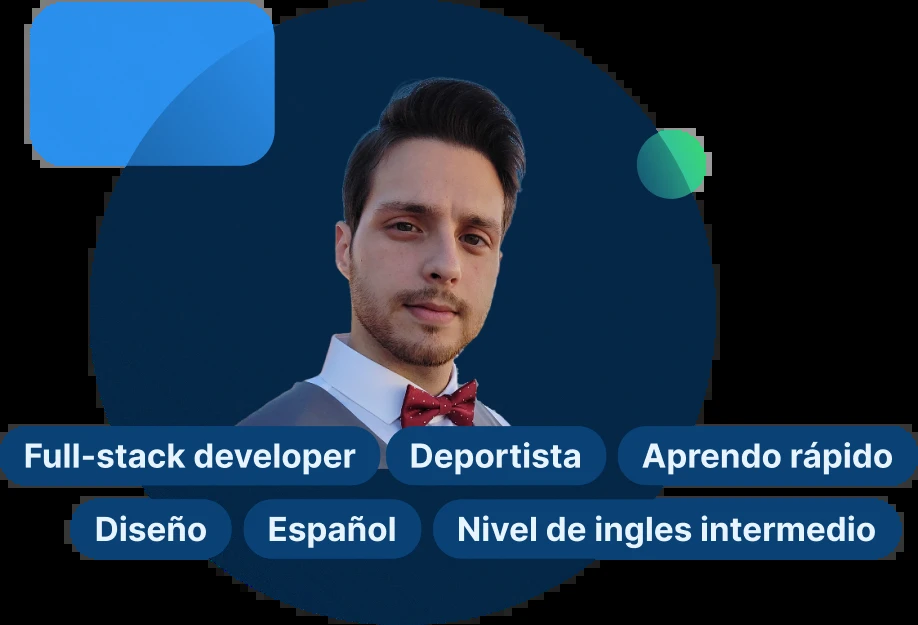 Full-stack developer Deportista Aprendo rápido
Diseño Español Nivel de ingles intermedio